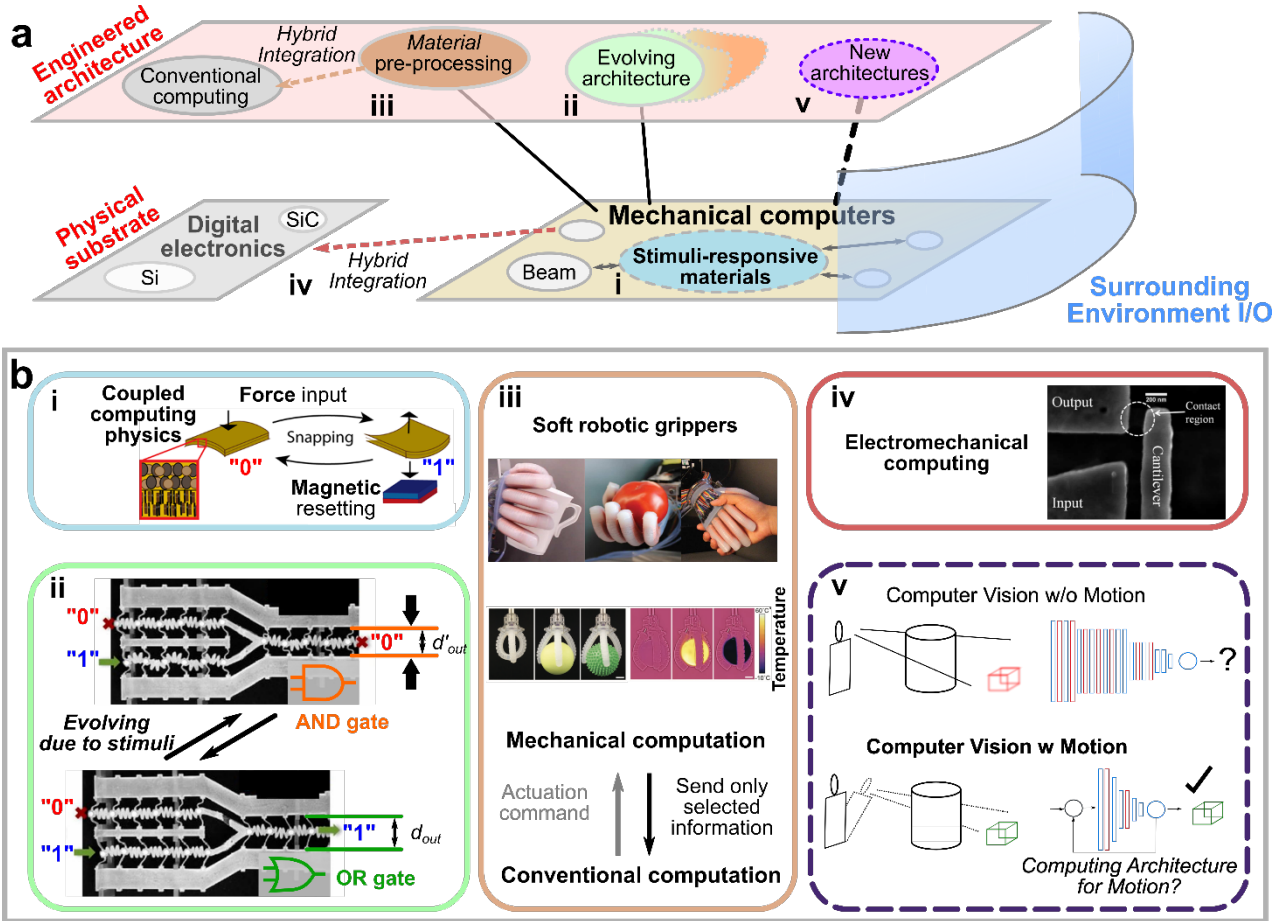 a
Engineered
architecture
Hybrid
Integration
Conventional
computing
Material
pre-processing
iii
Evolving
architecture
ii
New
architectures
v
Physical
substrate
Digital
electronics
SiC
Si
iv
Hybrid
Integration
Mechanical computers
Beam
i
Stimuli-responsive
materials
Surrounding
Environment I/O
b
i
Coupled
computing
physics
Force input
Snapping
"0"
"1"
Magnetic
resetting
ii
"0"
"1"
"0"
d'out
AND gate
Evolving
due to stimuli
"0"
"1"
"1"
dout
OR gate
iii
Soft robotic grippers
60°C
-10°C
Temperature
Mechanical computation
Actuation
command
Send only
selected
information
Conventional computation
iv
Electromechanical
computing
Output
200 nm
Contact
region
Cantilever
Input
v
Computer Vision w/o Motion
?
Computer Vision w Motion
Computing Architecture
for Motion?